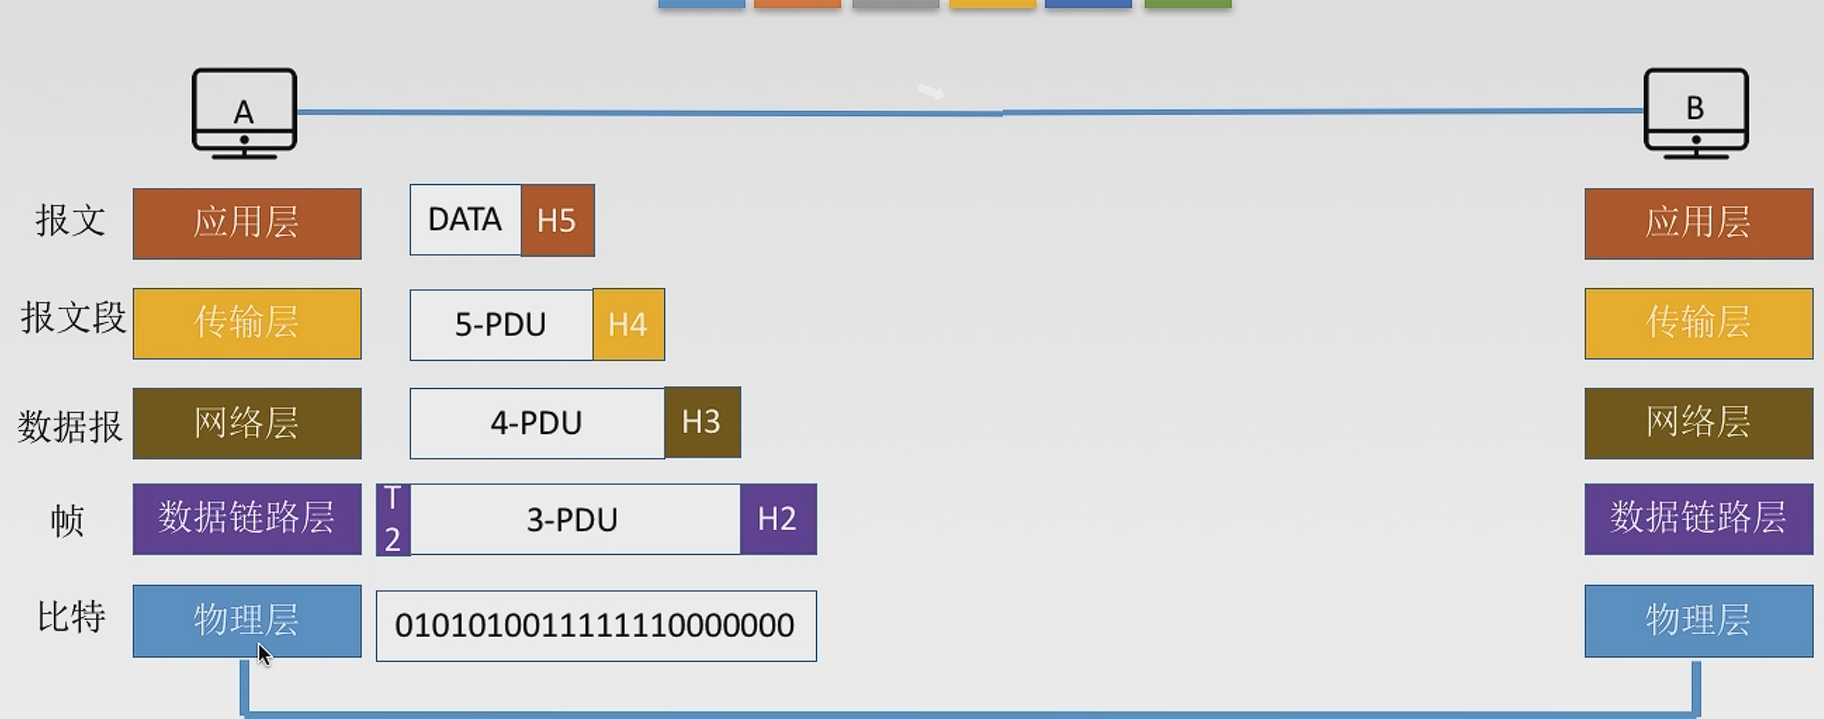 A
B
报文 应用层 DATA H5 应用层
报文段 传输层 5-PDU H4 传输层
数据报 网络层 4-PDU H3 网络层
帧 数据链路层 T2 3-PDU H2 数据链路层
比特 物理层 0101010011111110000000 物理层